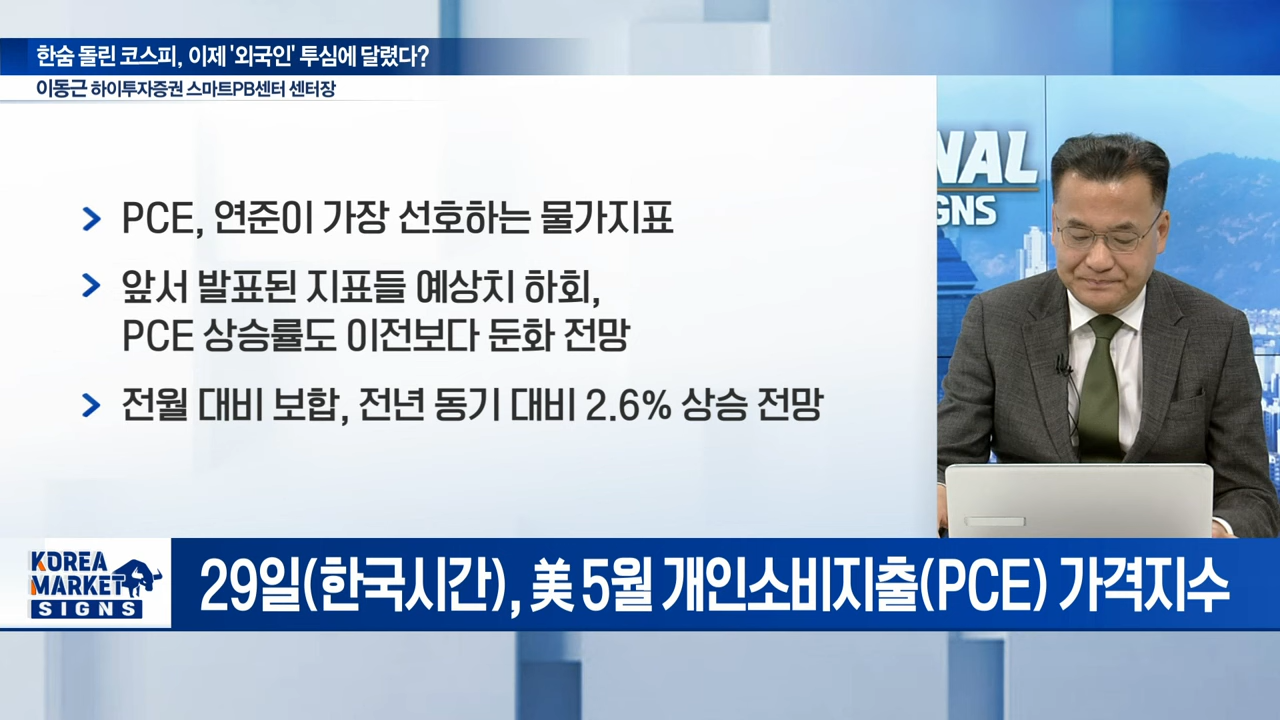 한숨 돌린 코스피, 이제 '외국인' 투심에 달렸다?
이동근 하이투자증권 스마트PB센터 센터장
NAL
GNS
PCE, 연준이 가장 선호하는 물가지표
앞서 발표된 지표들 예상치 하회,
PCE 상승률도 이전보다 둔화 전망
전월 대비 보합, 전년 동기 대비 2.6% 상승 전망
KOREA
MARKET
SIGNS
29일(한국시간), 美 5월 개인소비지출(PCE) 가격지수